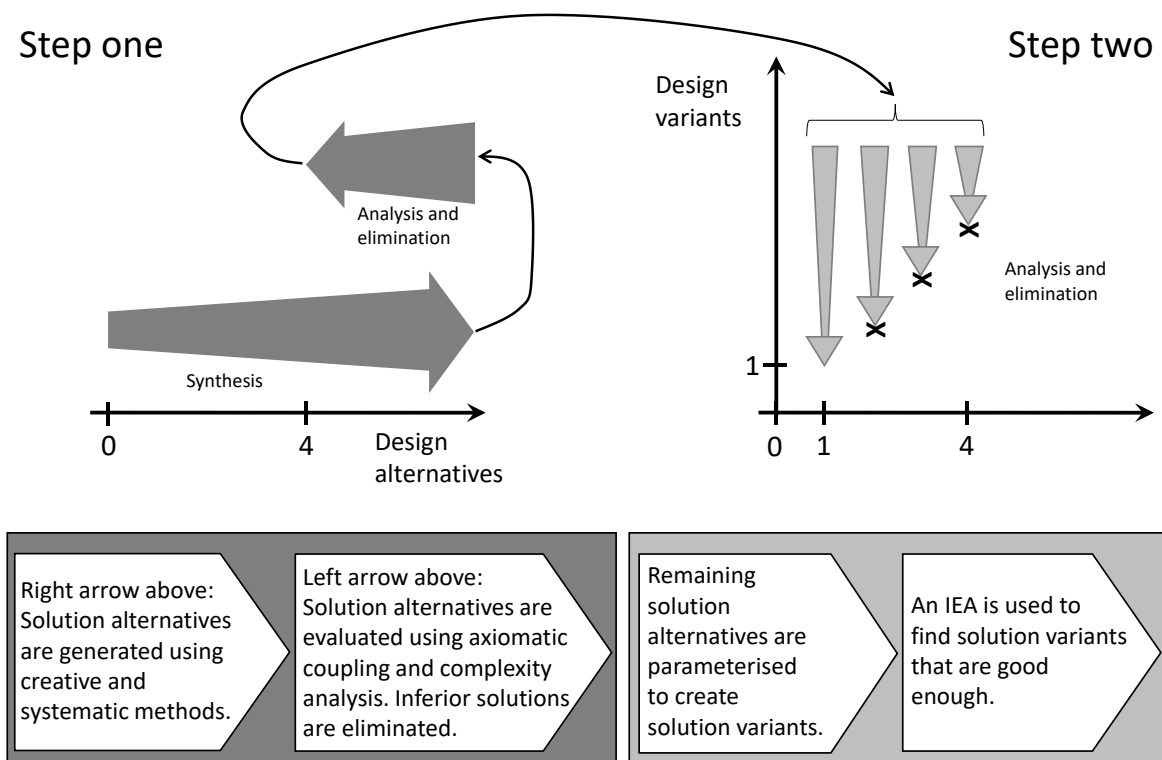 Step one
Step two
Design
variants
Analysis and
elimination
Analysis and
elimination
Synthesis
1
0
4
Design
alternatives
0
1
4
Right arrow above:
Solution alternatives
are generated using
creative and
systematic methods.
Left arrow above:
Solution alternatives are
evaluated using axiomatic
coupling and complexity
analysis. Inferior solutions
are eliminated.
Remaining
solution
alternatives are
parameterised
to create
solution variants.
An IEA is used to
find solution variants
that are good
enough.